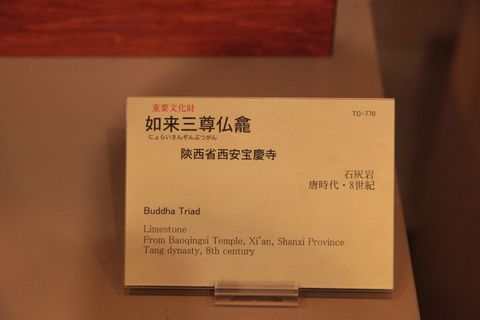 重要文化財
TC-770
如来三尊仏龕
にょらいさんぞんぶつがん
陝西省西安宝慶寺
石灰岩
唐時代・8世紀
Buddha Triad
Limestone
From Baoqingsi Temple, Xi'an, Shanxi Province
Tang dynasty, 8th century